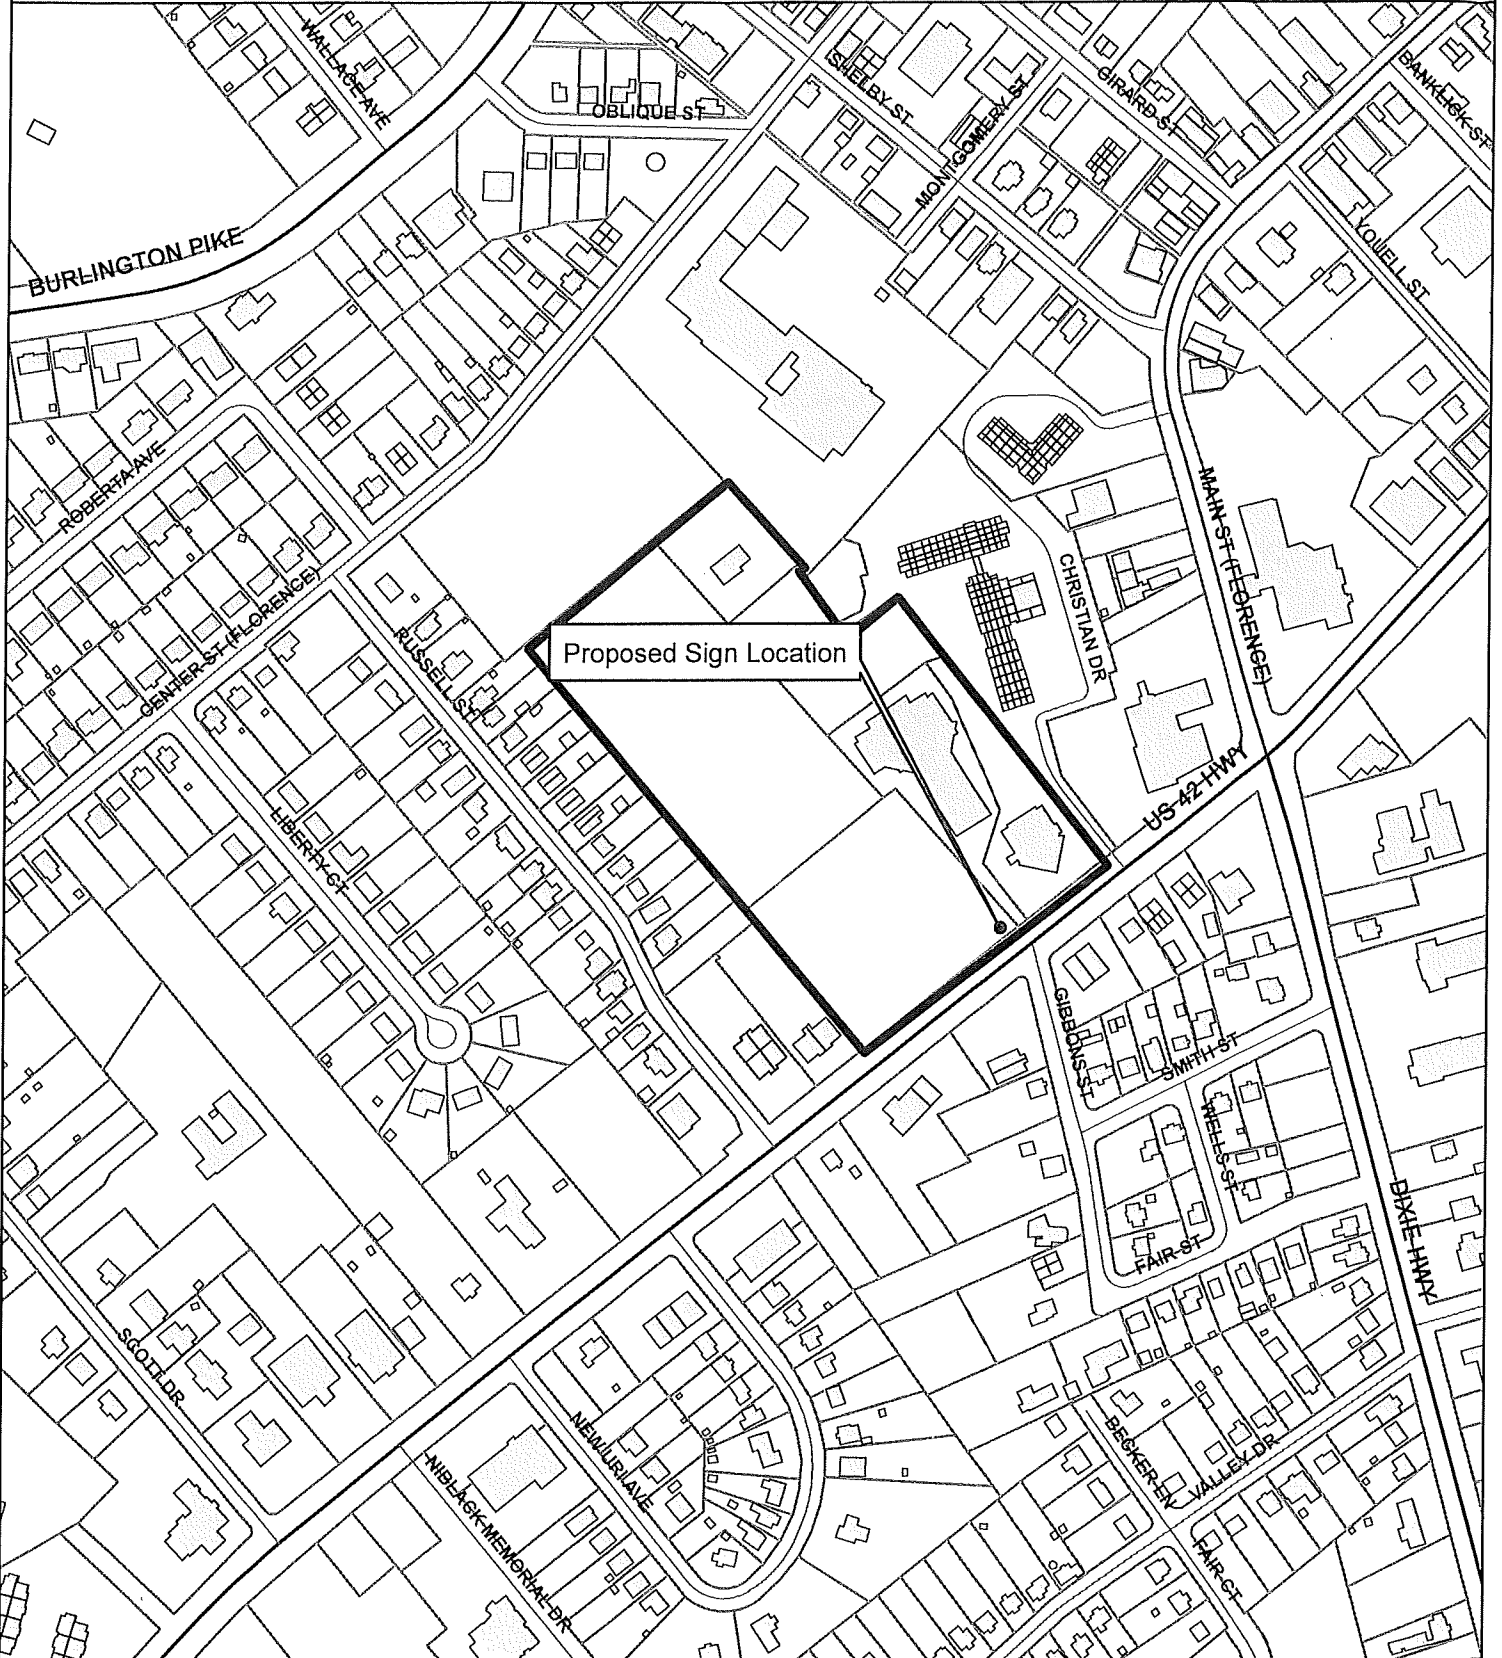 WALLACE AVE
OBLIQUE ST
SHELBY ST
MONTGOMERY ST
GIRARD ST
BANKLICK ST
YOUELL ST
BURLINGTON PIKE
ROBERTA AVE
CENTER ST (FLORENCE)
RUSSELL ST
LIBERTY CT
Proposed Sign Location
CHRISTIAN DR
MAIN ST (FLORENCE)
US 42 HWY
GIBBONS ST
SMITH ST
WELLS ST
FAIR ST
DIXIE HWY
SCOTT DR
NIBLACK MEMORIAL DR
NEW URI AVE
BECKER LN
VALLEY DR
FAIR CT